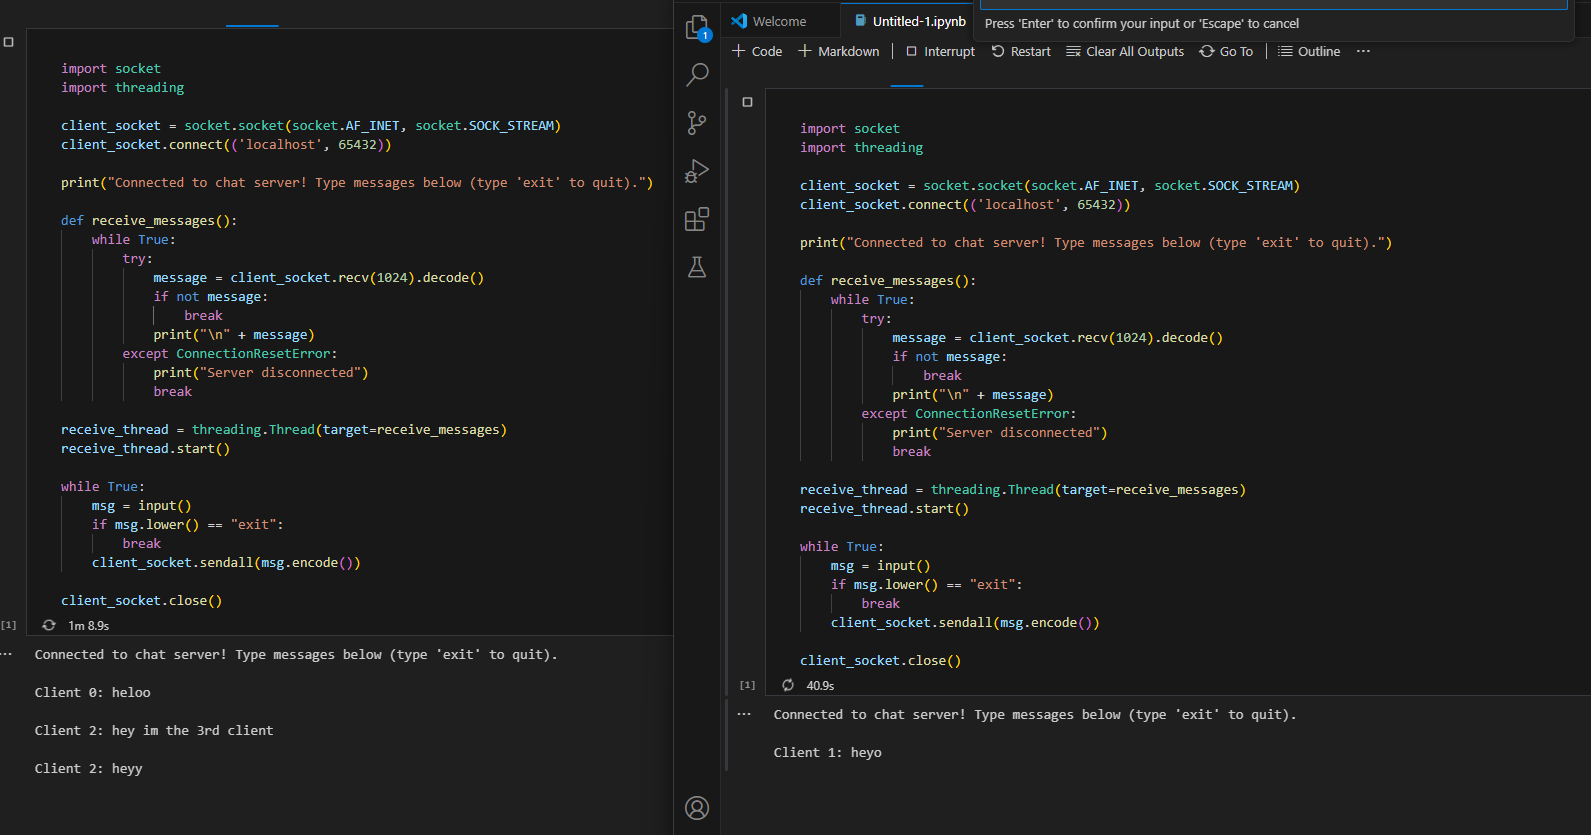 import socket
import threading
client_socket = socket.socket(socket.AF_INET, socket.SOCK_STREAM)
client_socket.connect(('localhost', 65432))
print("Connected to chat server! Type messages below (type 'exit' to quit).")
def receive_messages():
while True:
try:
message = client_socket.recv(1024).decode()
if not message:
break
print("\n" + message)
except ConnectionResetError:
print("Server disconnected")
break
receive_thread = threading.Thread(target=receive_messages)
receive_thread.start()
while True:
msg = input()
if msg.lower() == "exit":
break
client_socket.sendall(msg.encode())
client_socket.close()
[1] 1m 8.9s
... Connected to chat server! Type messages below (type 'exit' to quit).
Client 0: heloo
Client 2: hey im the 3rd client
Client 2: heyy
1
Welcome
Untitled-1.ipynb
Press 'Enter' to confirm your input or 'Escape' to cancel
+ Code + Markdown | Interrupt Restart Clear All Outputs Go To | Outline ...
import socket
import threading
client_socket = socket.socket(socket.AF_INET, socket.SOCK_STREAM)
client_socket.connect(('localhost', 65432))
print("Connected to chat server! Type messages below (type 'exit' to quit).")
def receive_messages():
while True:
try:
message = client_socket.recv(1024).decode()
if not message:
break
print("\n" + message)
except ConnectionResetError:
print("Server disconnected")
break
receive_thread = threading.Thread(target=receive_messages)
receive_thread.start()
while True:
msg = input()
if msg.lower() == "exit":
break
client_socket.sendall(msg.encode())
client_socket.close()
[1] 40.9s
... Connected to chat server! Type messages below (type 'exit' to quit).
Client 1: heyo